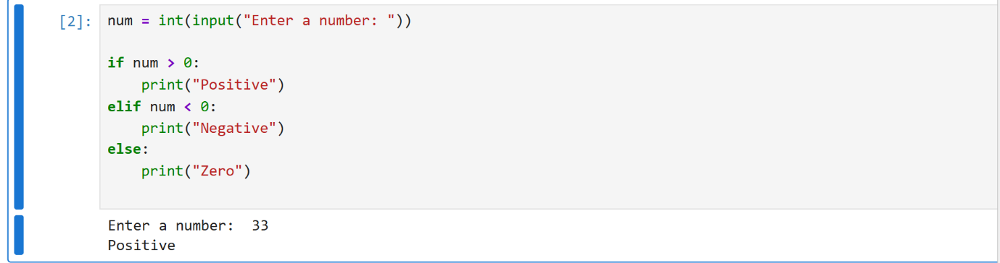 [2]: num = int(input("Enter a number: "))

if num > 0:
    print("Positive")
elif num < 0:
    print("Negative")
else:
    print("Zero")

Enter a number:  33
Positive